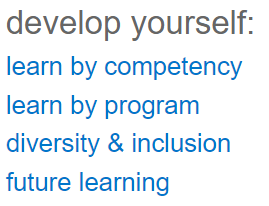 develop yourself:
learn by competency
learn by program
diversity & inclusion
future learning